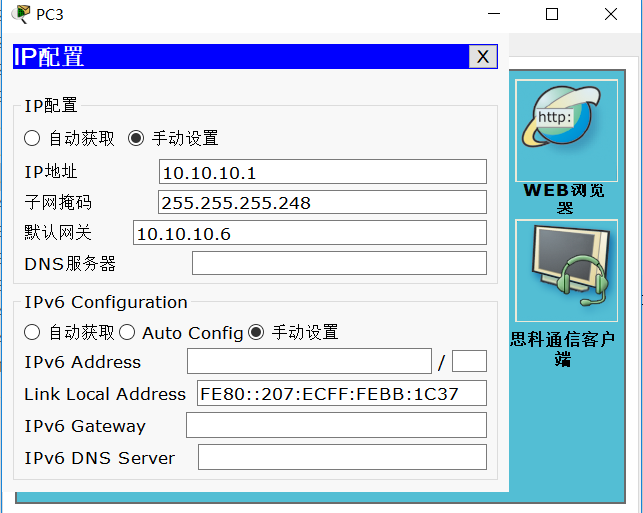 PC3
IP配置 X
IP配置
自动获取 手动设置
IP地址 10.10.10.1
子网掩码 255.255.255.248
默认网关 10.10.10.6
DNS服务器
IPv6 Configuration
自动获取 Auto Config 手动设置
IPv6 Address /
Link Local Address FE80::207:ECFF:FEBB:1C37
IPv6 Gateway
IPv6 DNS Server
http:
WEB浏览
器
思科通信客户
端